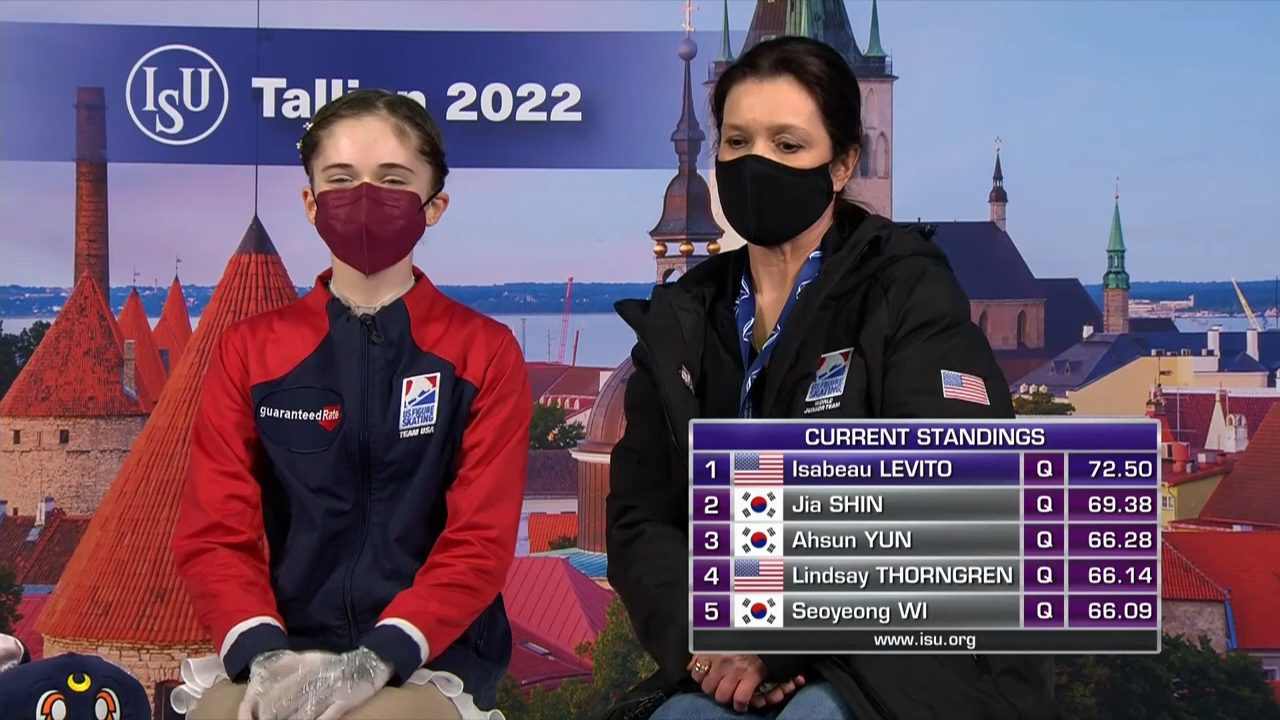 ISU
Tallinn 2022
guaranteedRate
US FIGURE
SKATING
TEAM USA
US FIGURE
SKATING
WORLD
JUNIOR TEAM
CURRENT STANDINGS
1 Isabeau LEVITO Q 72.50
2 Jia SHIN Q 69.38
3 Ahsun YUN Q 66.28
4 Lindsay THORNGREN Q 66.14
5 Seoyeong WI Q 66.09
www.isu.org